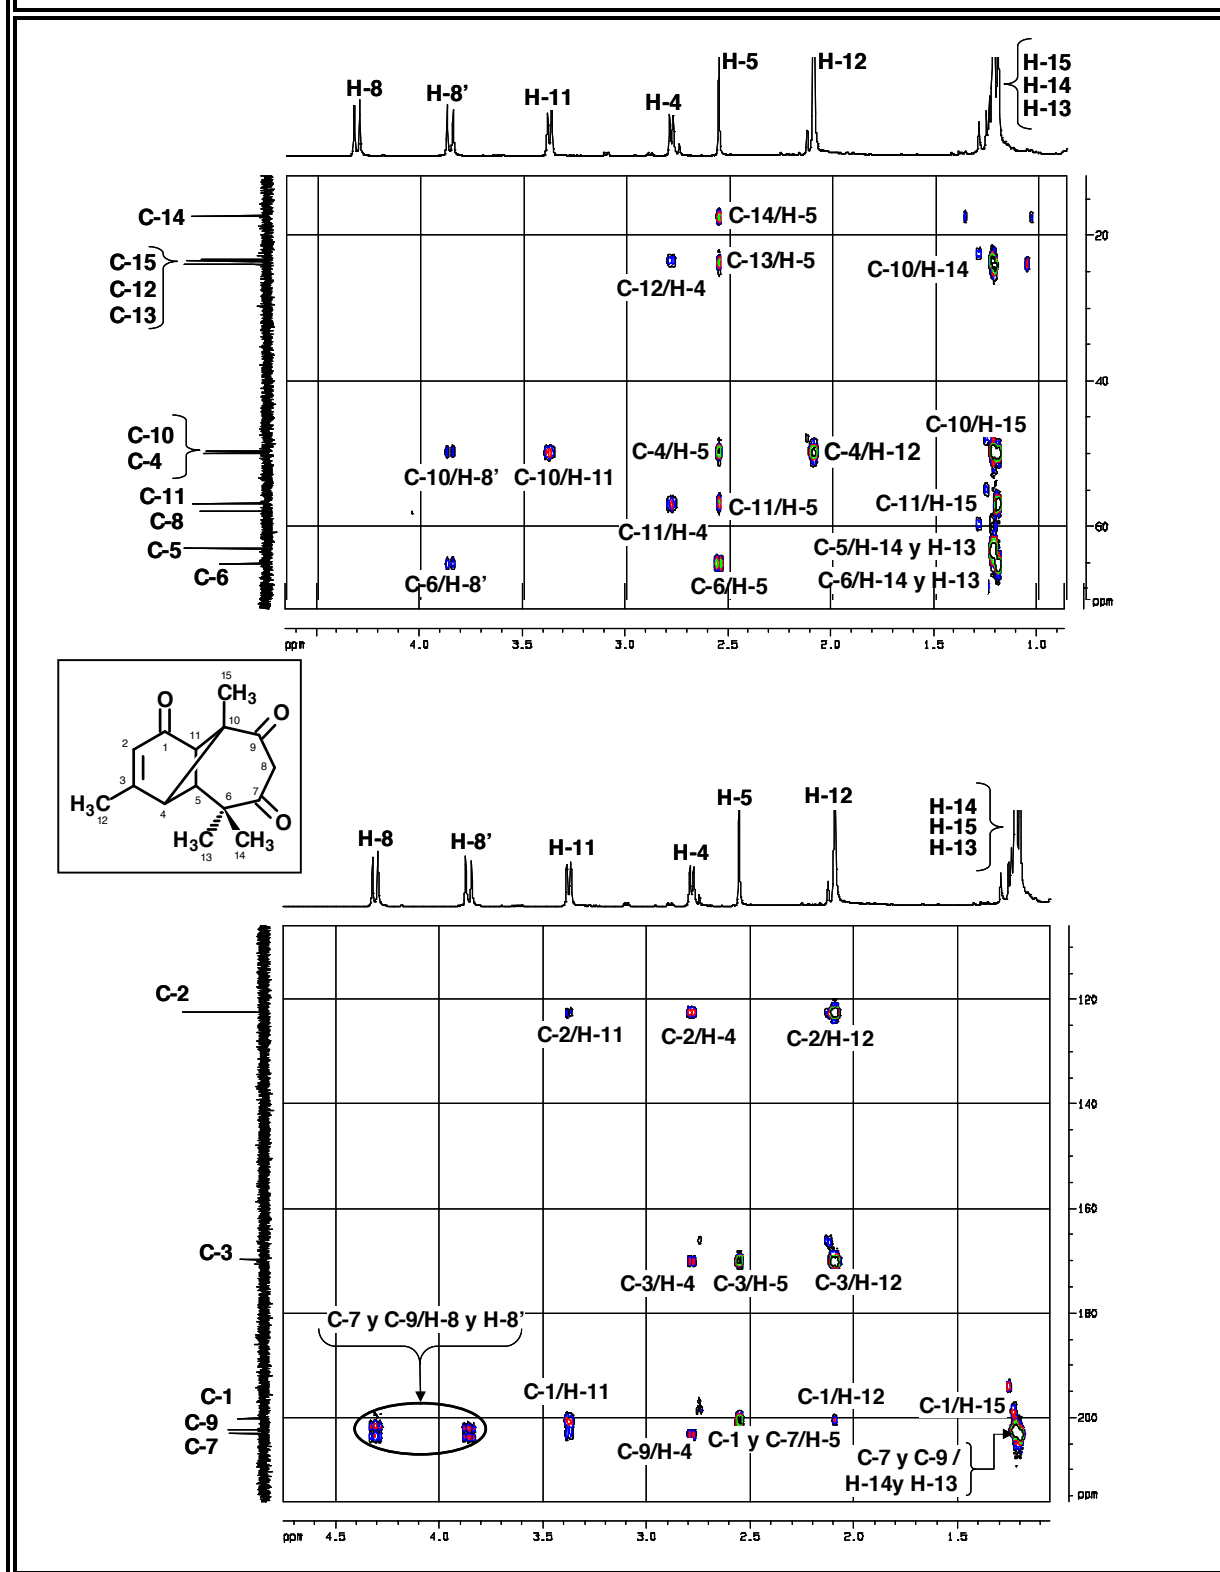 H-8
H-8’
H-11
H-4
H-5
H-12
H-15
H-14
H-13
C-14
C-15
C-12
C-13
C-10
C-4
C-11
C-8
C-5
C-6
C-14/H-5
C-13/H-5
C-12/H-4
C-10/H-14
C-10/H-15
C-4/H-5
C-4/H-12
C-10/H-8’
C-10/H-11
C-11/H-5
C-11/H-15
C-11/H-4
C-5/H-14 y H-13
C-6/H-8’
C-6/H-5
C-6/H-14 y H-13
20
40
60
ppm
ppm 4.0 3.5 3.0 2.5 2.0 1.5 1.0
O
15
CH3
10
O
11
2
1
9
8
3
7
H3C
12
4
5
6
O
H3C
13
CH3
14
H-8
H-8’
H-11
H-4
H-5
H-12
H-14
H-15
H-13
C-2
C-3
C-1
C-9
C-7
C-2/H-11
C-2/H-4
C-2/H-12
C-3/H-4
C-3/H-5
C-3/H-12
C-7 y C-9/H-8 y H-8’
C-1/H-11
C-1/H-12
C-1/H-15
C-9/H-4
C-1 y C-7/H-5
C-7 y C-9 /
H-14y H-13
120
140
160
180
200
ppm
ppm 4.5 4.0 3.5 3.0 2.5 2.0 1.5